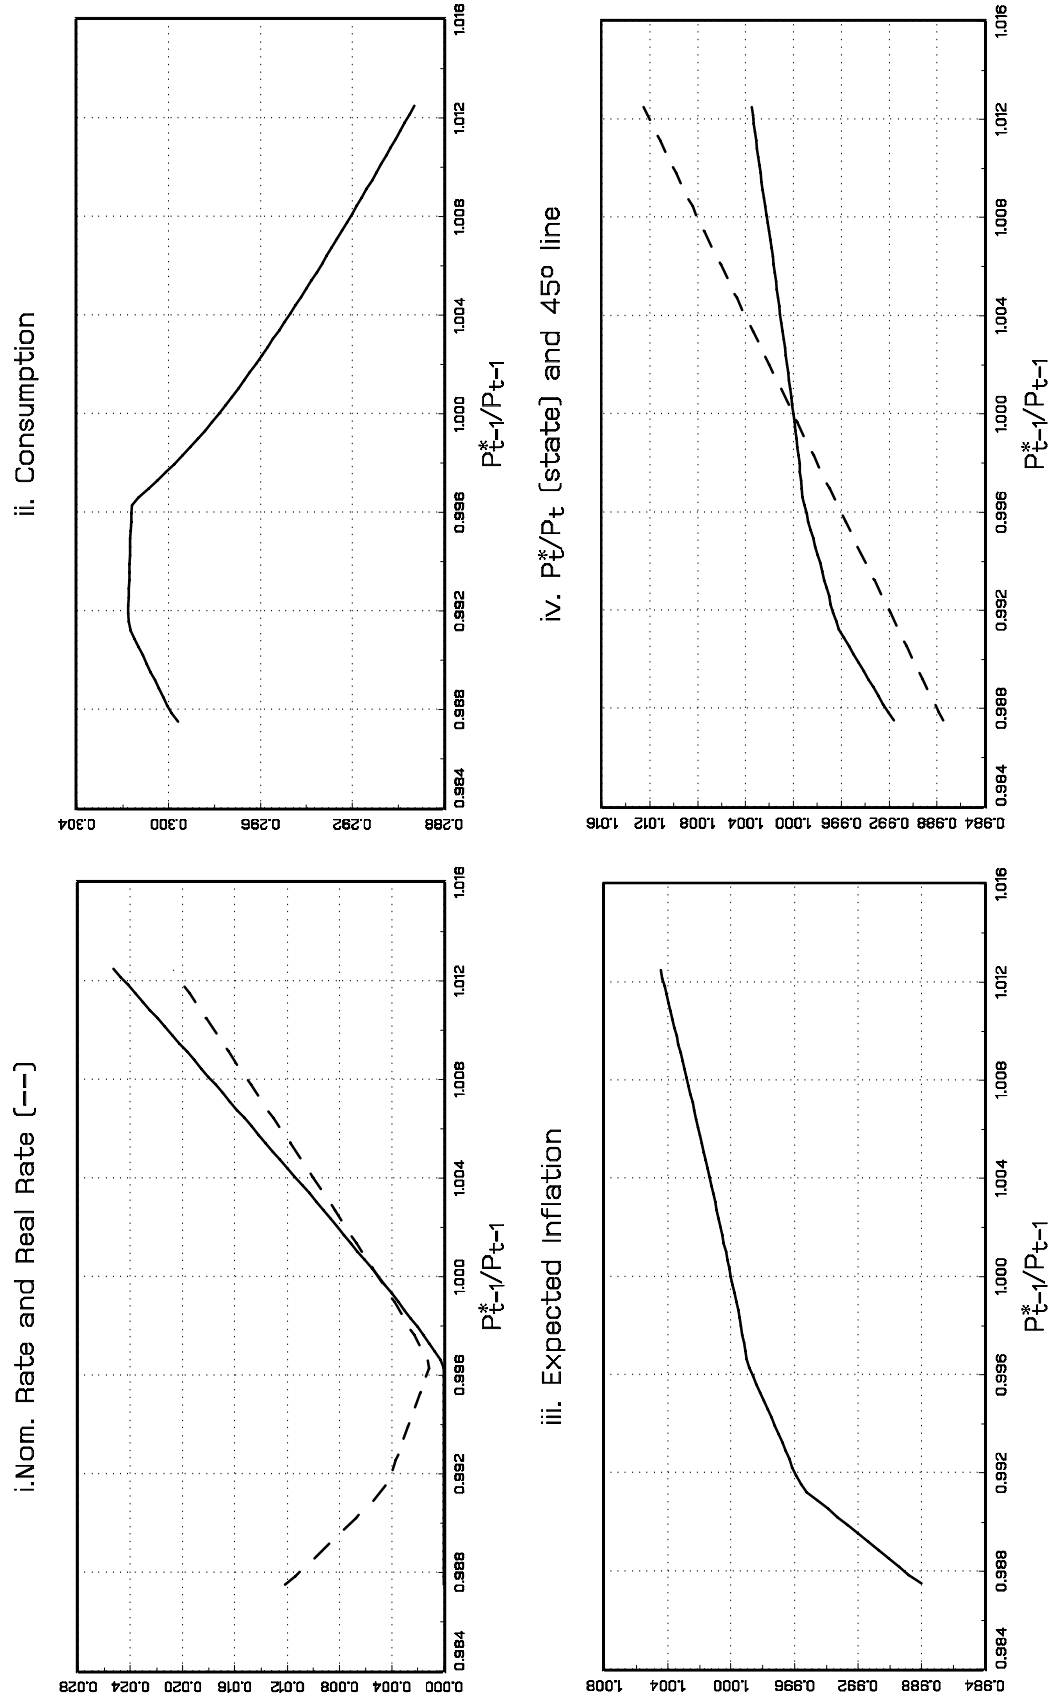 i.Nom. Rate and Real Rate (--)
0.028
0.024
0.020
0.016
0.012
0.008
0.004
0.000
0.984 0.988 0.992 0.996 1.000 1.004 1.008 1.012 1.016
P*t-1/Pt-1
ii. Consumption
0.304
0.300
0.296
0.292
0.288
0.984 0.988 0.992 0.996 1.000 1.004 1.008 1.012 1.016
P*t-1/Pt-1
iii. Expected Inflation
1.008
1.004
1.000
0.996
0.992
0.988
0.984
0.984 0.988 0.992 0.996 1.000 1.004 1.008 1.012 1.016
P*t-1/Pt-1
iv. P*t/Pt (state) and 45º line
1.016
1.012
1.008
1.004
1.000
0.996
0.992
0.988
0.984
0.984 0.988 0.992 0.996 1.000 1.004 1.008 1.012 1.016
P*t-1/Pt-1